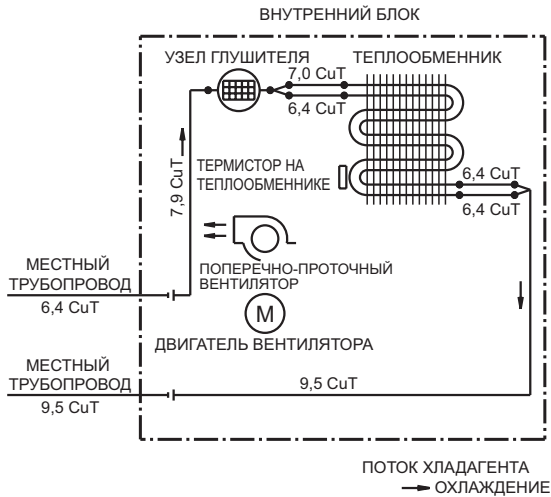 ВНУТРЕННИЙ БЛОК
УЗЕЛ ГЛУШИТЕЛЯ
ТЕПЛООБМЕННИК
7,0 CuT
6,4 CuT
7,9 CuT
ТЕРМИСТОР НА
ТЕПЛООБМЕННИКЕ
6,4 CuT
6,4 CuT
ПОПЕРЕЧНО-ПРОТОЧНЫЙ
ВЕНТИЛЯТОР
МЕСТНЫЙ
ТРУБОПРОВОД
6,4 CuT
M
ДВИГАТЕЛЬ ВЕНТИЛЯТОРА
МЕСТНЫЙ
ТРУБОПРОВОД
9,5 CuT
9,5 CuT
ПОТОК ХЛАДАГЕНТА
ОХЛАЖДЕНИЕ